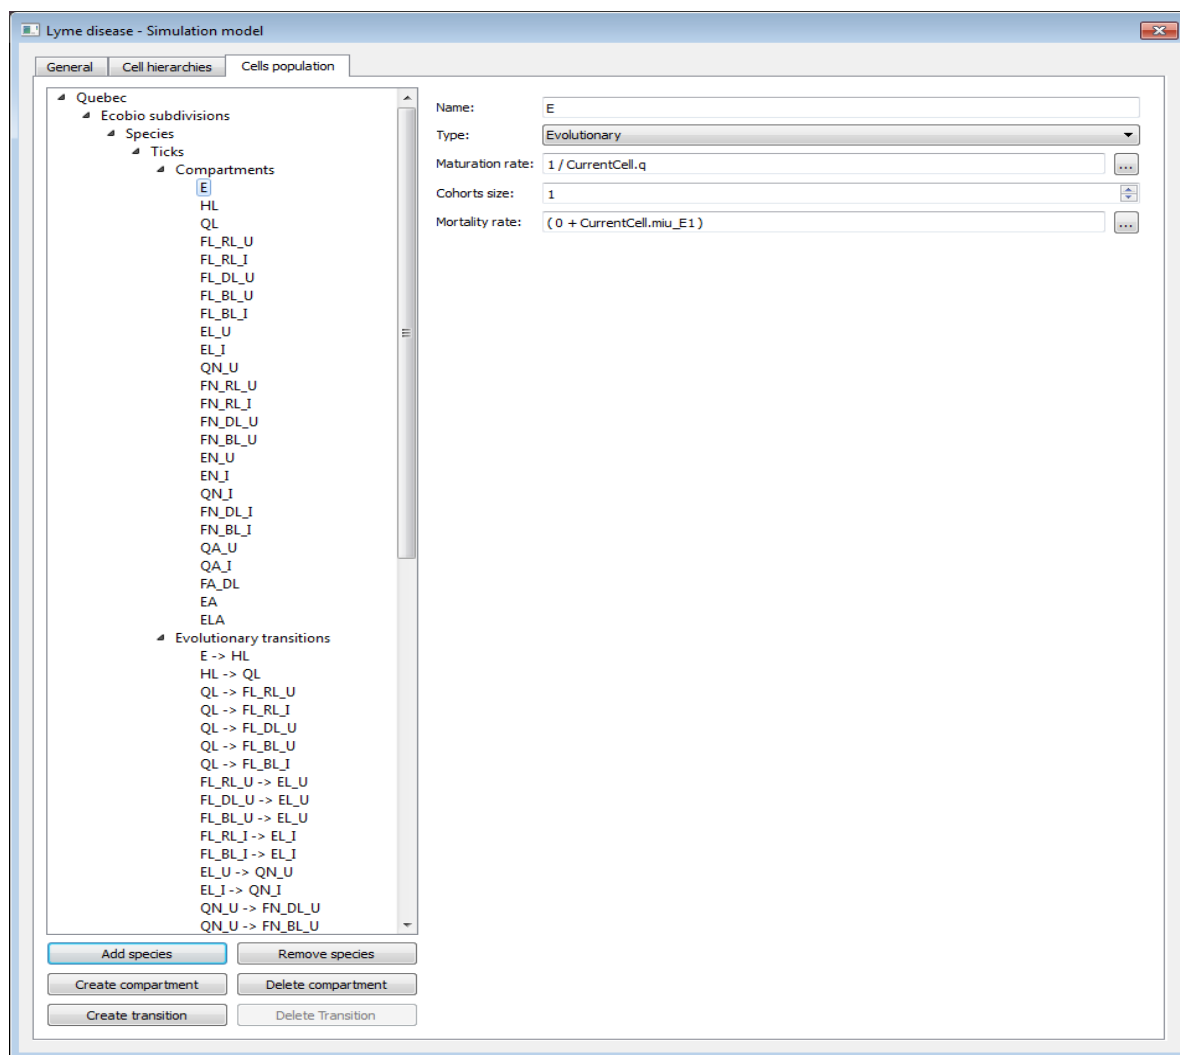 Lyme disease - Simulation model
General Cell hierarchies Cells population
Quebec
Ecobio subdivisions
Species
Ticks
Compartments
E
HL
QL
FL_RL_U
FL_RL_I
FL_DL_U
FL_BL_U
FL_BL_I
EL_U
EL_I
QN_U
FN_RL_U
FN_RL_I
FN_DL_U
FN_BL_U
EN_U
EN_I
QN_I
FN_DL_I
FN_BL_I
QA_U
QA_I
FA_DL
EA
ELA
Evolutionary transitions
E -> HL
HL -> QL
QL -> FL_RL_U
QL -> FL_RL_I
QL -> FL_DL_U
QL -> FL_BL_U
QL -> FL_BL_I
FL_RL_U -> EL_U
FL_DL_U -> EL_U
FL_BL_U -> EL_U
FL_RL_I -> EL_I
FL_BL_I -> EL_I
EL_U -> QN_U
EL_I -> QN_I
QN_U -> FN_DL_U
QN_U -> FN_BL_U
Add species Remove species
Create compartment Delete compartment
Create transition Delete Transition
Name: E
Type: Evolutionary
Maturation rate: 1 / CurrentCell.q ...
Cohorts size: 1
Mortality rate: ( 0 + CurrentCell.miu_E1 ) ...